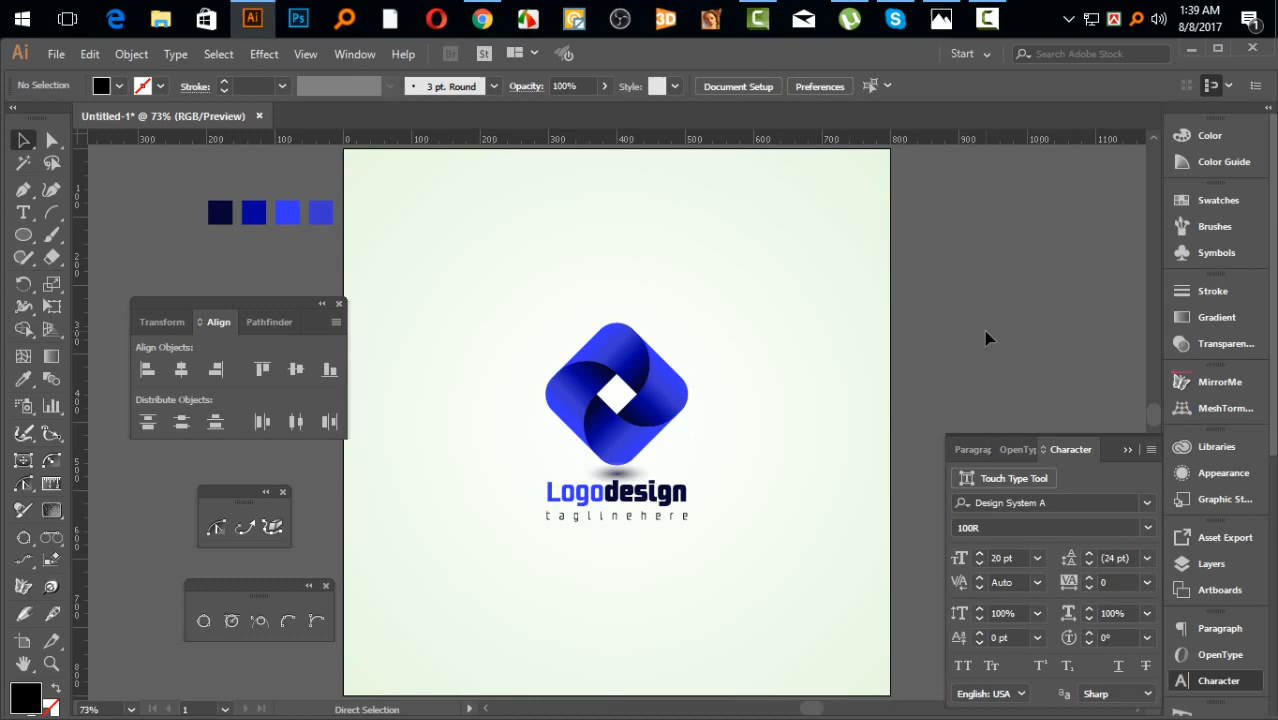 1:39 AM
8/8/2017
Ai File Edit Object Type Select Effect View Window Help Br St Start Search Adobe Stock
No Selection Stroke: 3 pt. Round Opacity: 100% Style: Document Setup Preferences
Untitled-1* @ 73% (RGB/Preview)
300 200 100 0 100 200 300 400 500 600 700 800 900 1000 1100
Transform Align Pathfinder
Align Objects:
Distribute Objects:
Logodesign
taglinehere
Color
Color Guide
Swatches
Brushes
Symbols
Stroke
Gradient
Transparen...
MirrorMe
MeshTorm...
Libraries
Appearance
Graphic St...
Asset Export
Layers
Artboards
Paragraph
OpenType
Character
Paragrap OpenTyp Character
Touch Type Tool
Design System A
100R
20 pt (24 pt)
Auto 0
100% 100%
0 pt 0°
English: USA Sharp
73% 1 Direct Selection